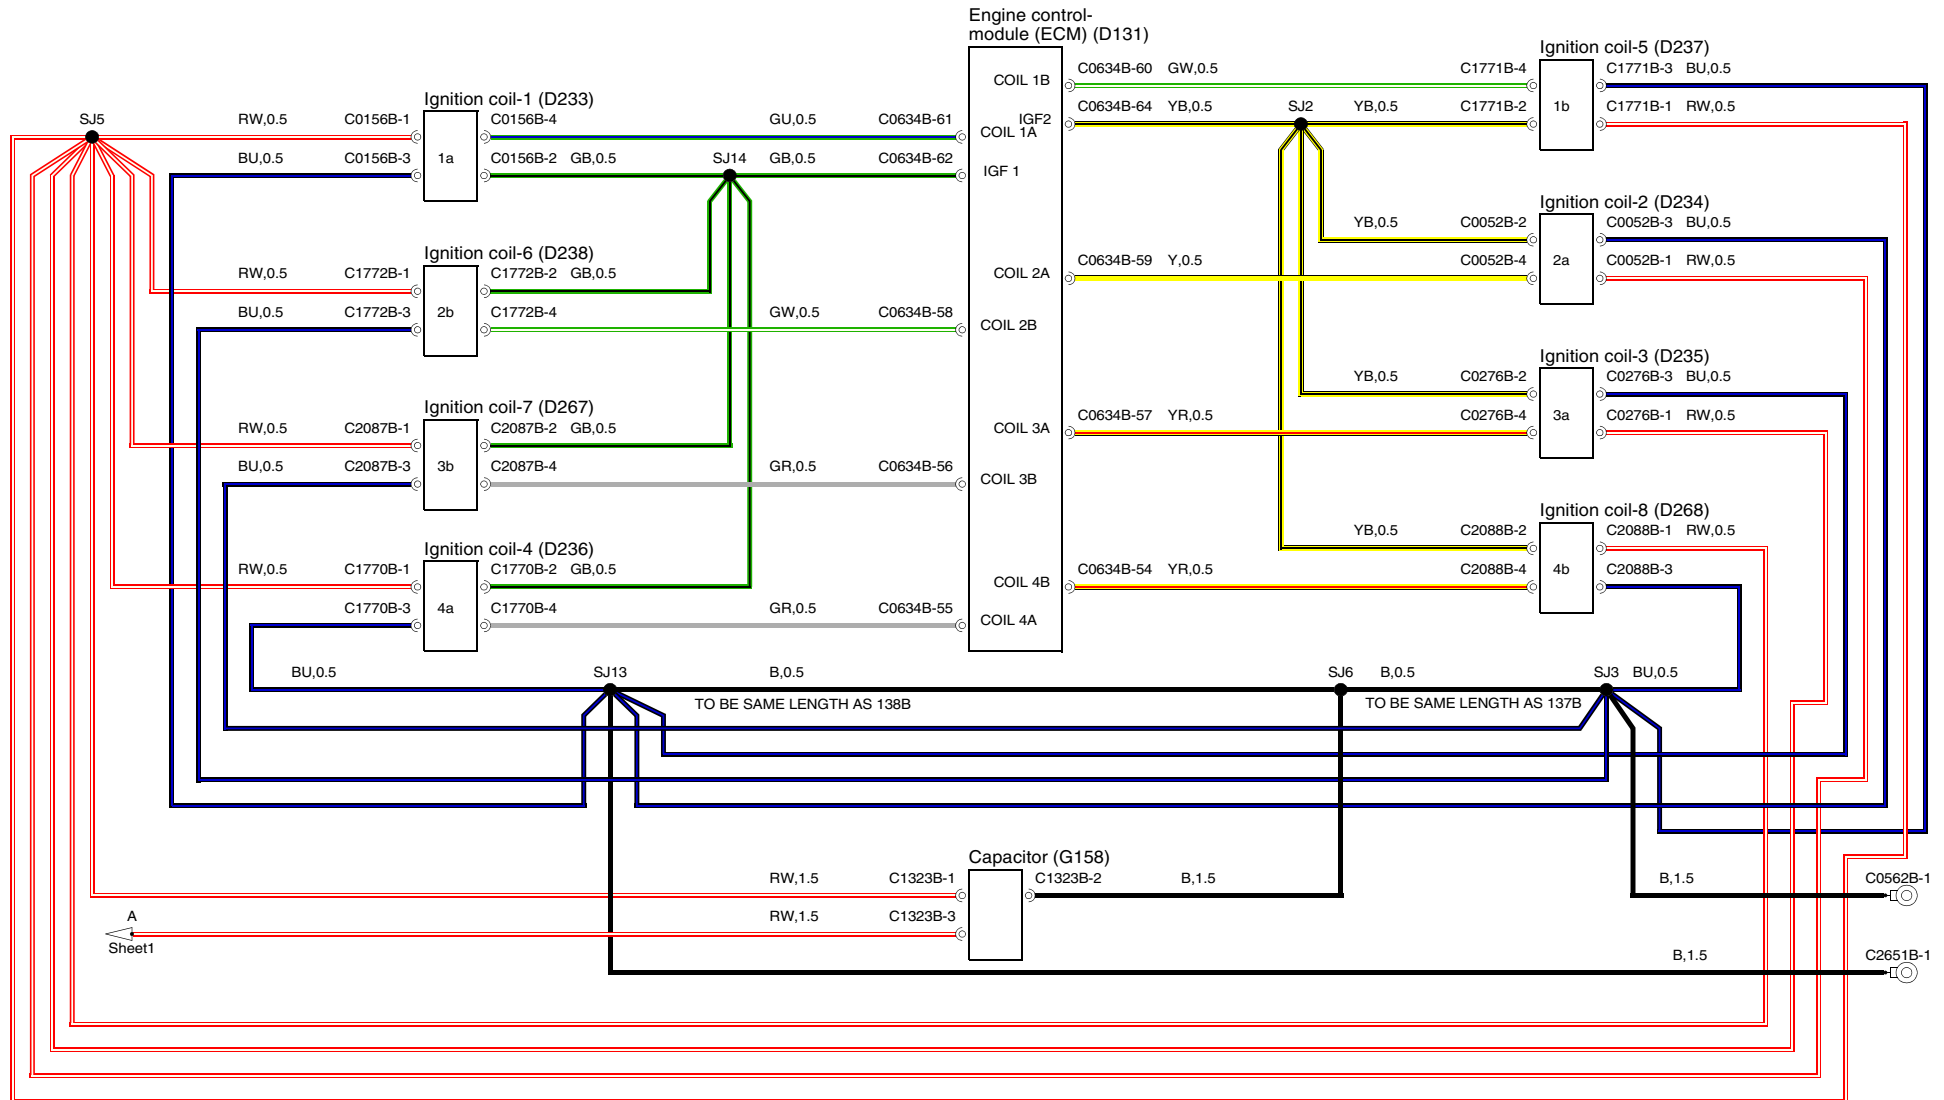 Engine control-
module (ECM) (D131)
COIL 1B
IGF2
COIL 1A
IGF 1
COIL 2A
COIL 2B
COIL 3A
COIL 3B
COIL 4B
COIL 4A
SJ5
Ignition coil-1 (D233)
RW,0.5 C0156B-1 C0156B-4 GU,0.5 C0634B-61
BU,0.5 C0156B-3 1a C0156B-2 GB,0.5 SJ14 GB,0.5 C0634B-62
Ignition coil-6 (D238)
RW,0.5 C1772B-1 C1772B-2 GB,0.5
BU,0.5 C1772B-3 2b C1772B-4 GW,0.5 C0634B-58
Ignition coil-7 (D267)
RW,0.5 C2087B-1 C2087B-2 GB,0.5
BU,0.5 C2087B-3 3b C2087B-4 GR,0.5 C0634B-56
Ignition coil-4 (D236)
RW,0.5 C1770B-1 C1770B-2 GB,0.5
C1770B-3 4a C1770B-4 GR,0.5 C0634B-55
Ignition coil-5 (D237)
C0634B-60 GW,0.5 C1771B-4 C1771B-3 BU,0.5
C0634B-64 YB,0.5 SJ2 YB,0.5 C1771B-2 1b C1771B-1 RW,0.5
Ignition coil-2 (D234)
YB,0.5 C0052B-2 C0052B-3 BU,0.5
C0634B-59 Y,0.5 C0052B-4 2a C0052B-1 RW,0.5
Ignition coil-3 (D235)
YB,0.5 C0276B-2 C0276B-3 BU,0.5
C0634B-57 YR,0.5 C0276B-4 3a C0276B-1 RW,0.5
Ignition coil-8 (D268)
YB,0.5 C2088B-2 C2088B-1 RW,0.5
C0634B-54 YR,0.5 C2088B-4 4b C2088B-3
BU,0.5 SJ13 B,0.5 SJ6 B,0.5 SJ3 BU,0.5
TO BE SAME LENGTH AS 138B TO BE SAME LENGTH AS 137B
Capacitor (G158)
RW,1.5 C1323B-1 C1323B-2 B,1.5 B,1.5 C0562B-1
A RW,1.5 C1323B-3
Sheet1
B,1.5 C2651B-1